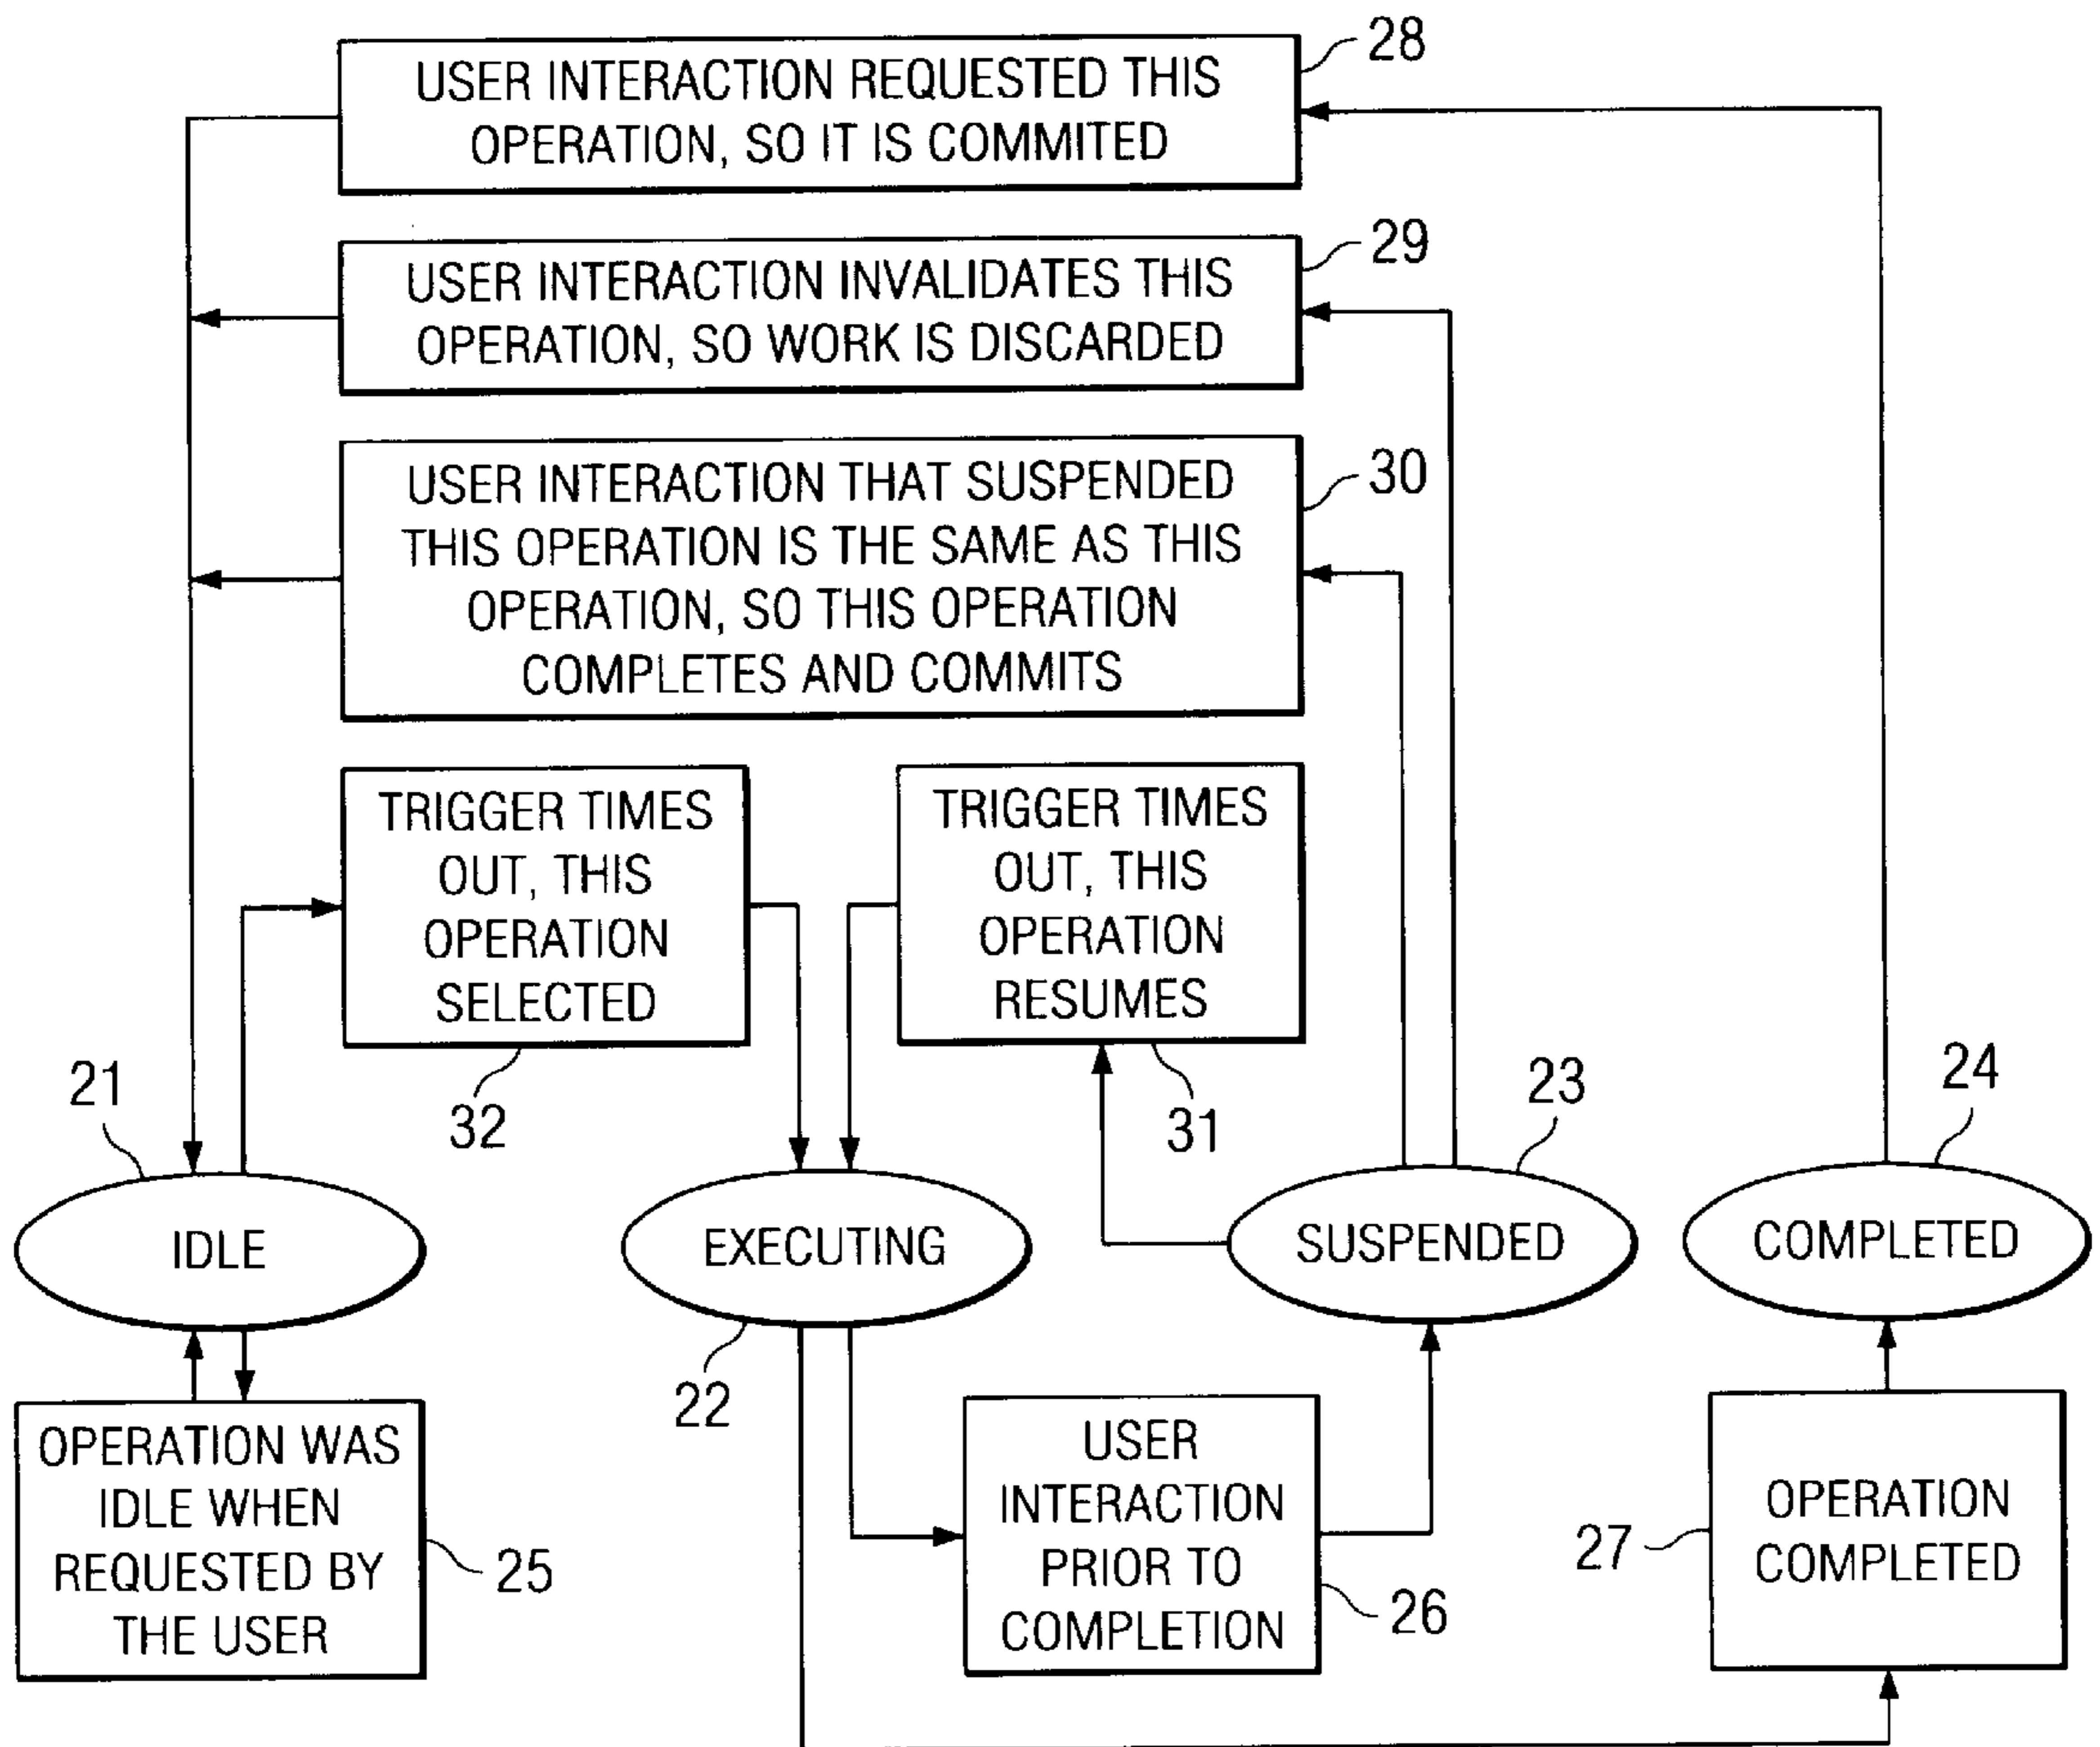 28
USER INTERACTION REQUESTED THIS
OPERATION, SO IT IS COMMITED
29
USER INTERACTION INVALIDATES THIS
OPERATION, SO WORK IS DISCARDED
30
USER INTERACTION THAT SUSPENDED
THIS OPERATION IS THE SAME AS THIS
OPERATION, SO THIS OPERATION
COMPLETES AND COMMITS
TRIGGER TIMES
OUT, THIS
OPERATION
SELECTED
32
TRIGGER TIMES
OUT, THIS
OPERATION
RESUMES
31
21
IDLE
EXECUTING
22
23
SUSPENDED
24
COMPLETED
OPERATION WAS
IDLE WHEN
REQUESTED BY
THE USER
25
USER
INTERACTION
PRIOR TO
COMPLETION
26
27
OPERATION
COMPLETED